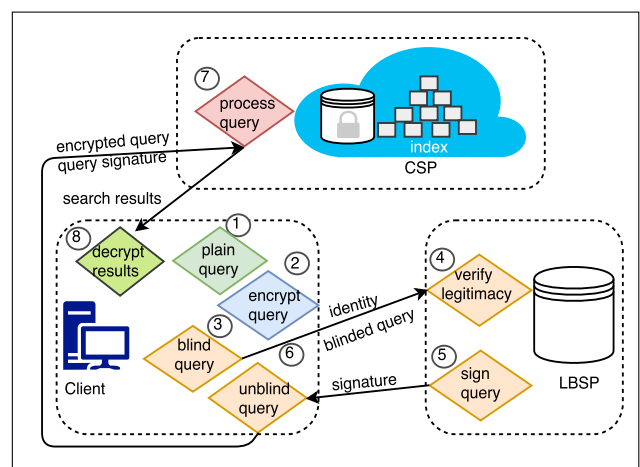 7
process
query
index
CSP
encrypted query
query signature
search results
8
decrypt
results
1
plain
query
2
encrypt
query
3
blind
query
6
unblind
query
Client
identity
blinded query
signature
4
verify
legitimacy
5
sign
query
LBSP